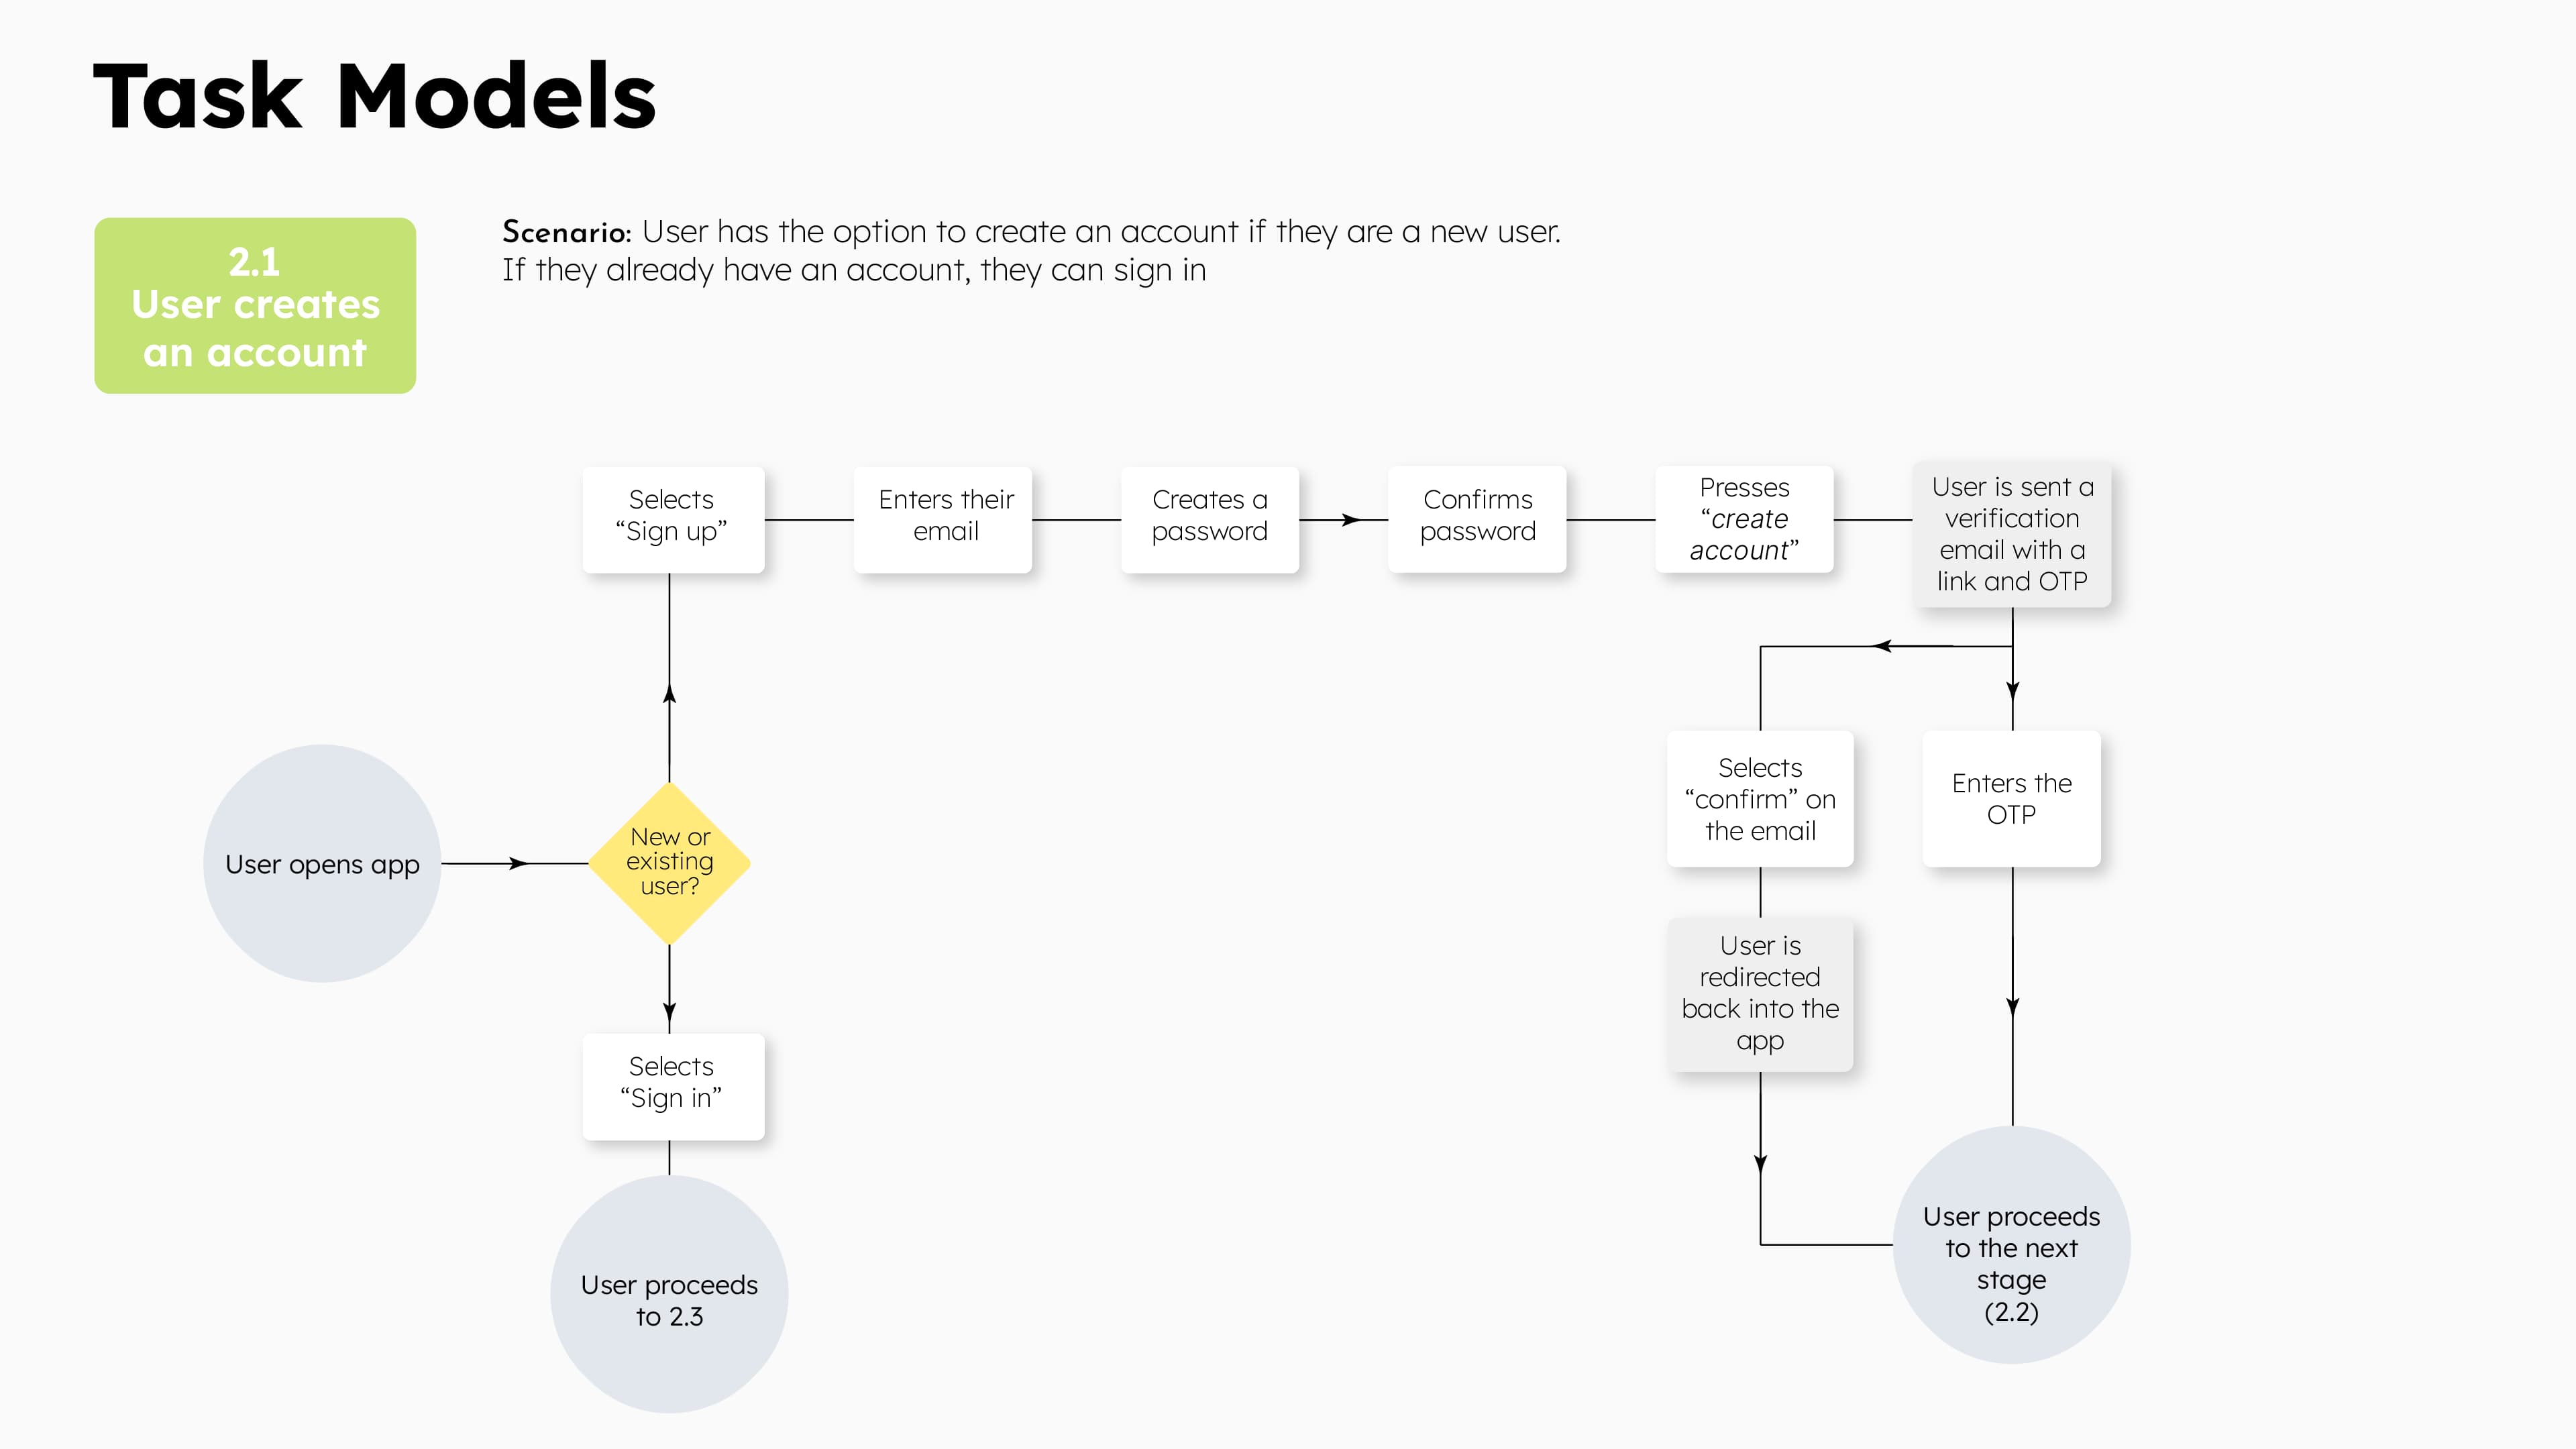 Task Models
2.1
User creates
an account
Scenario: User has the option to create an account if they are a new user.
If they already have an account, they can sign in
Selects
“Sign up”
Enters their
email
Creates a
password
Confirms
password
Presses
“create
account”
User is sent a
verification
email with a
link and OTP
User opens app
New or
existing
user?
Selects
“confirm” on
the email
Enters the
OTP
User is
redirected
back into the
app
Selects
“Sign in”
User proceeds
to 2.3
User proceeds
to the next
stage
(2.2)